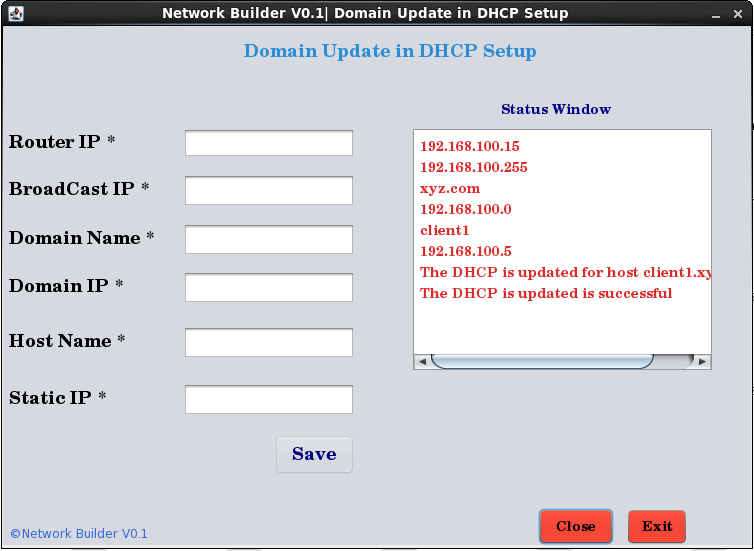 Network Builder V0.1| Domain Update in DHCP Setup
Domain Update in DHCP Setup
Status Window
Router IP *
BroadCast IP *
Domain Name *
Domain IP *
Host Name *
Static IP *
192.168.100.15
192.168.100.255
xyz.com
192.168.100.0
client1
192.168.100.5
The DHCP is updated for host client1.xy
The DHCP is updated is successful
Save
Close
Exit
©Network Builder V0.1